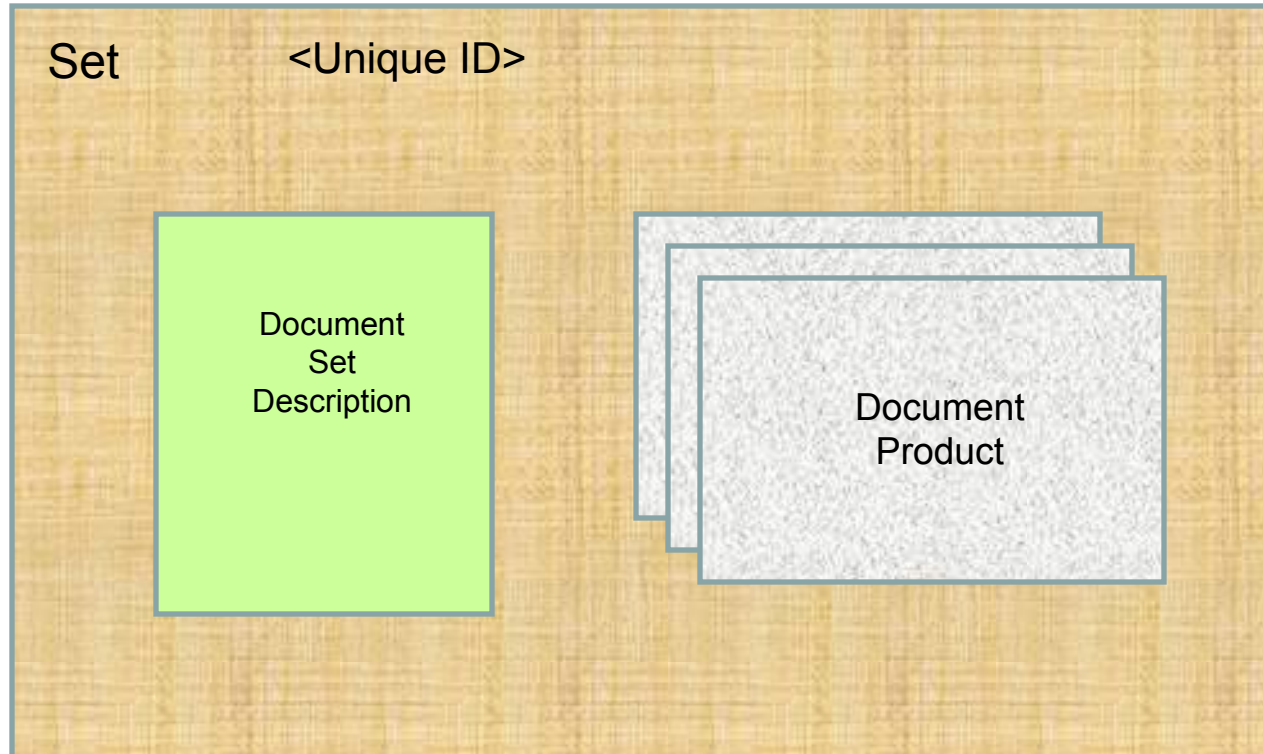 Set <Unique ID>
Document
Set
Description
Document
Product